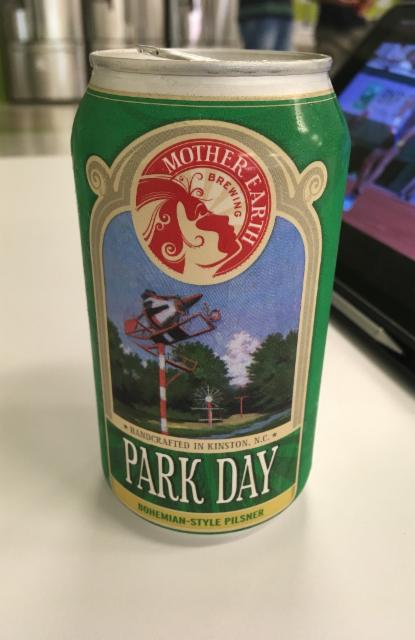 MOTHER EARTH
BREWING
HANDCRAFTED IN KINSTON, N.C.
PARK DAY
BOHEMIAN-STYLE PILSNER